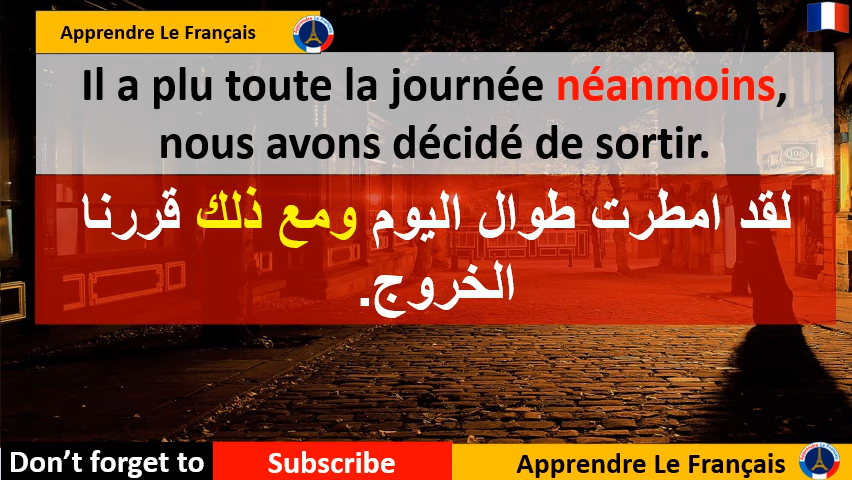 Apprendre Le Français
Il a plu toute la journée néanmoins,
nous avons décidé de sortir.
لقد امطرت طوال اليوم ومع ذلك قررنا
الخروج.
Don’t forget to
Subscribe
Apprendre Le Français